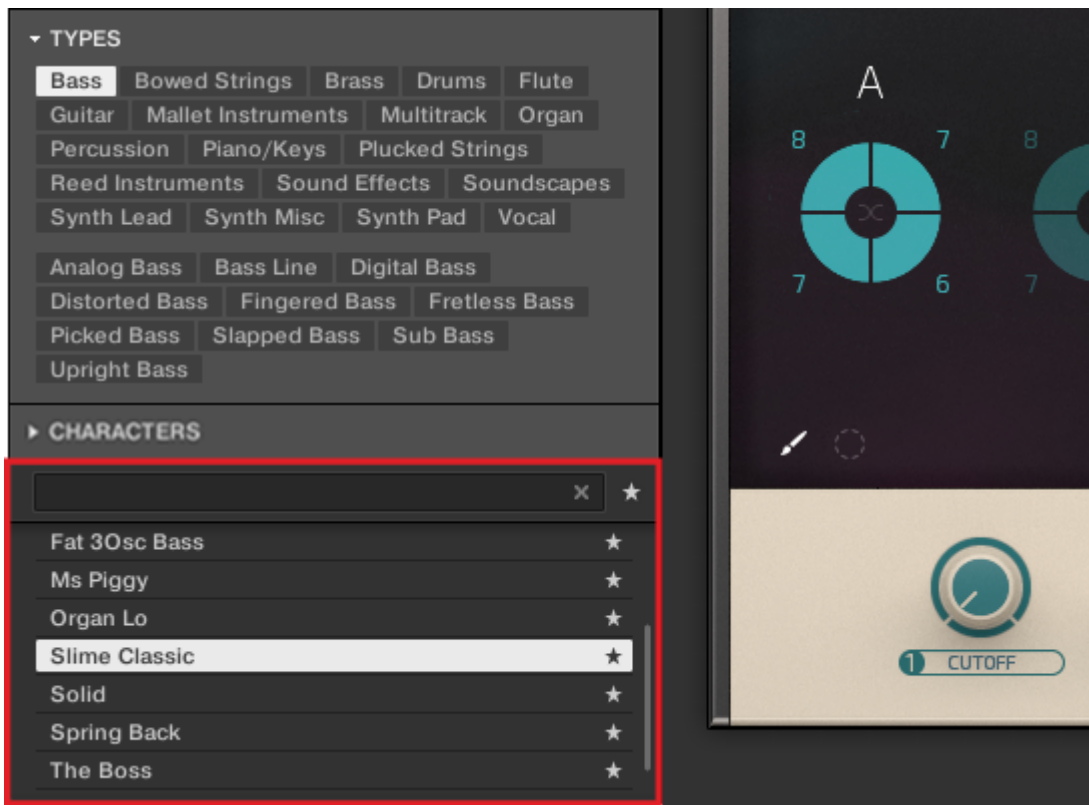 TYPES
Bass Bowed Strings Brass Drums Flute
Guitar Mallet Instruments Multitrack Organ
Percussion Piano/Keys Plucked Strings
Reed Instruments Sound Effects Soundscapes
Synth Lead Synth Misc Synth Pad Vocal
Analog Bass Bass Line Digital Bass
Distorted Bass Fingered Bass Fretless Bass
Picked Bass Slapped Bass Sub Bass
Upright Bass
CHARACTERS
Fat 3Osc Bass
Ms Piggy
Organ Lo
Slime Classic
Solid
Spring Back
The Boss
A
8 7 8
7 6 7
1 CUTOFF